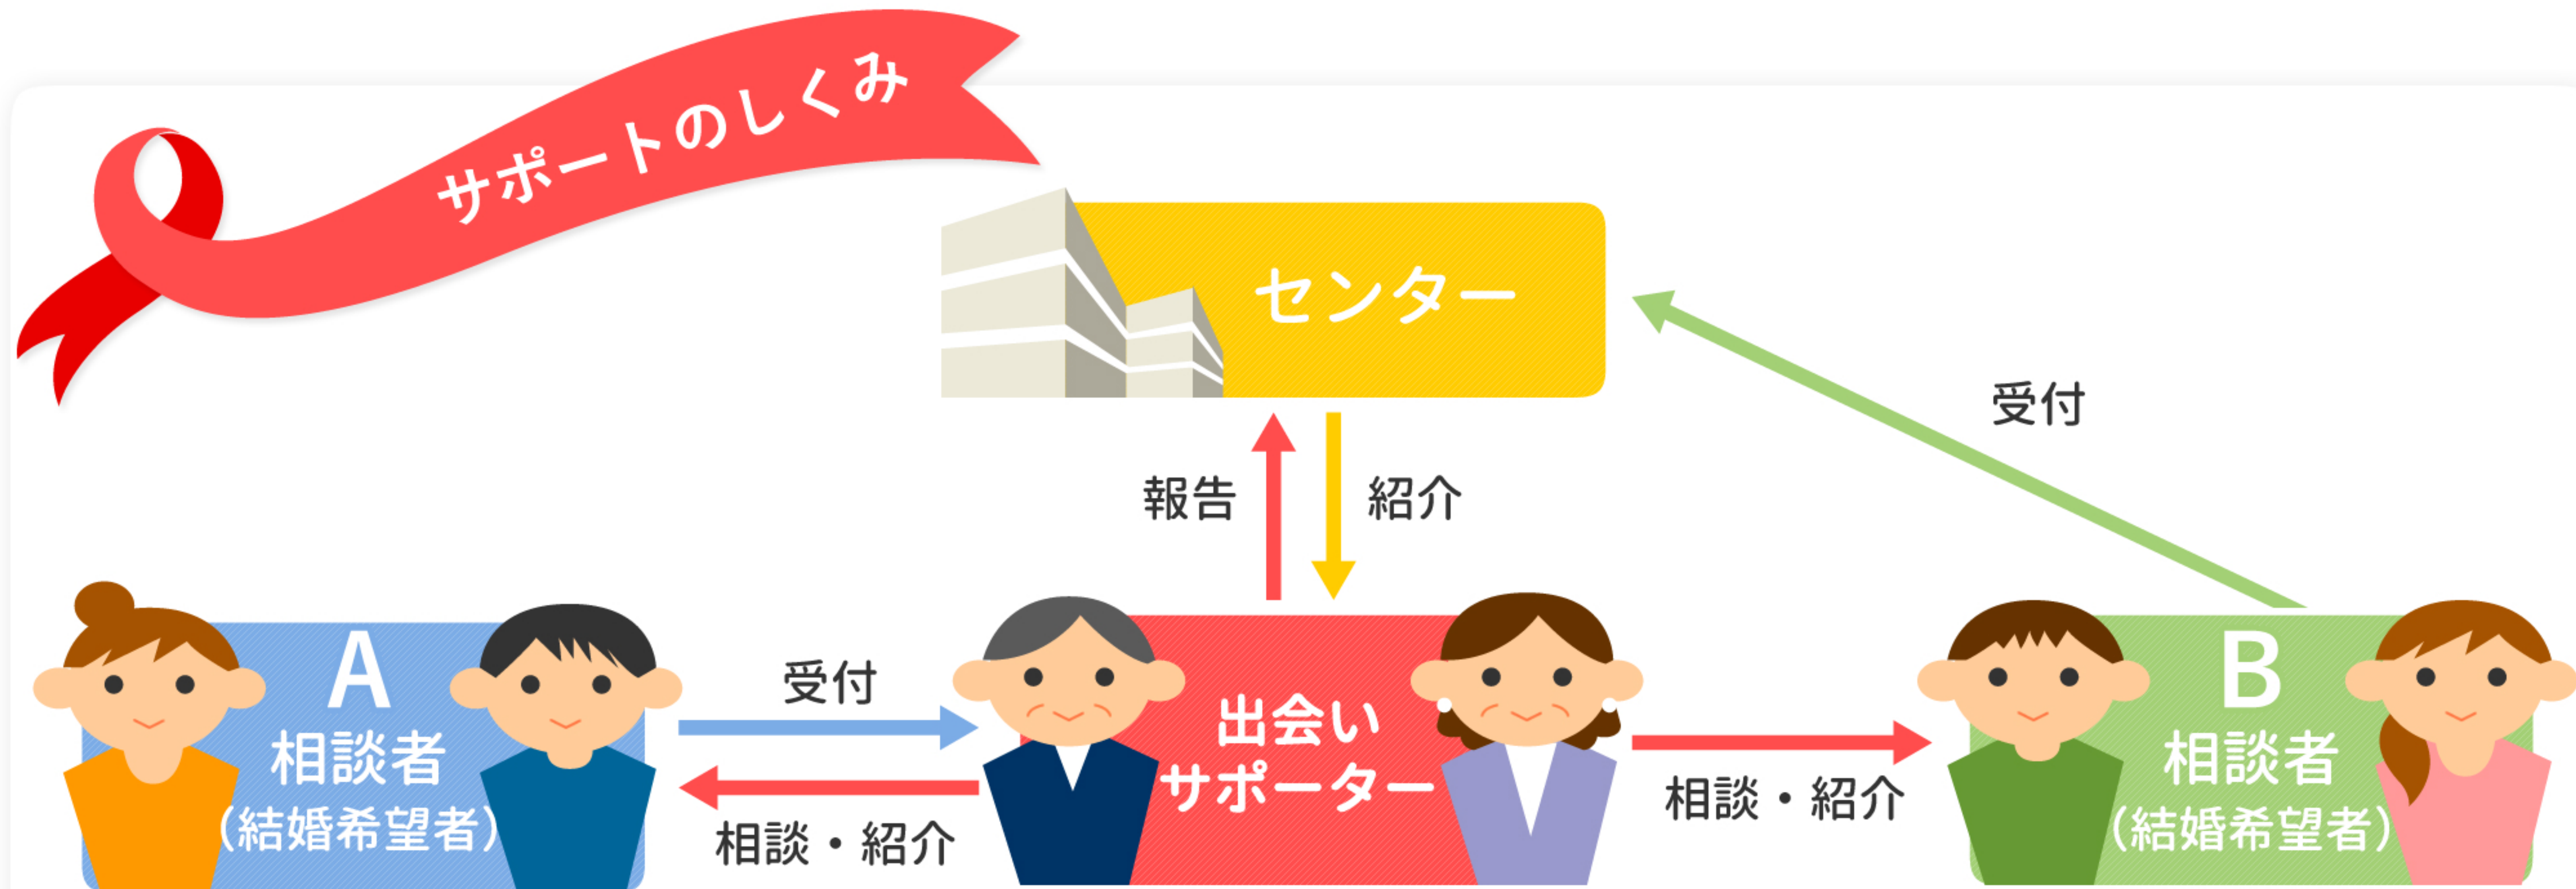 サポートのしくみ
センター
受付
報告
紹介
A
相談者
(結婚希望者)
受付
相談・紹介
出会い
サポーター
相談・紹介
B
相談者
(結婚希望者)